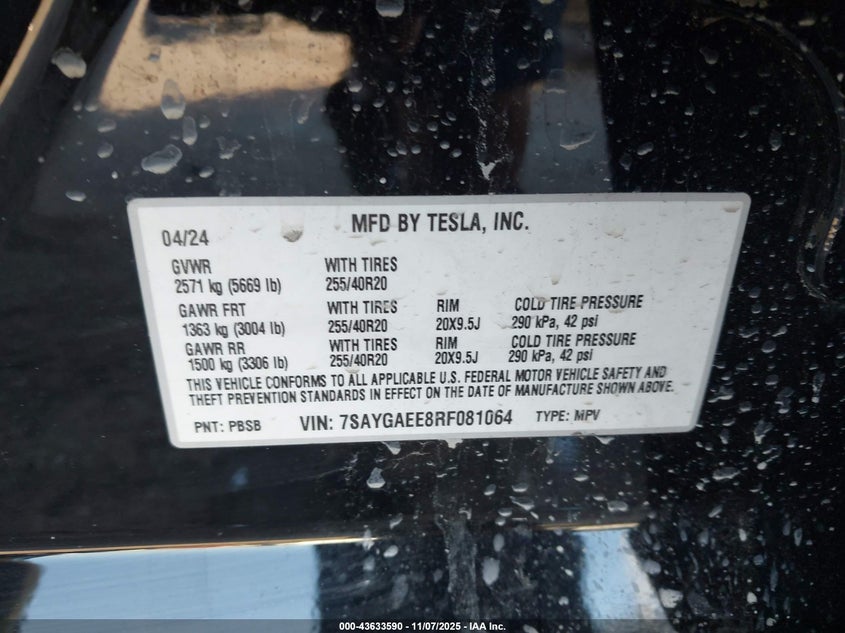 04/24
MFD BY TESLA, INC.
GVWR WITH TIRES
2571 kg (5669 lb) 255/40R20
GAWR FRT WITH TIRES RIM COLD TIRE PRESSURE
1363 kg (3004 lb) 255/40R20 20X9.5J 290 kPa, 42 psi
GAWR RR WITH TIRES RIM COLD TIRE PRESSURE
1500 kg (3306 lb) 255/40R20 20X9.5J 290 kPa, 42 psi
THIS VEHICLE CONFORMS TO ALL APPLICABLE U.S. FEDERAL MOTOR VEHICLE SAFETY AND
THEFT PREVENTION STANDARDS IN EFFECT ON THE DATE OF MANUFACTURE SHOWN ABOVE.
PNT: PBSB VIN: 7SAYGAEE8RF081064 TYPE: MPV
000-43633590 - 11/07/2025 - IAA Inc.